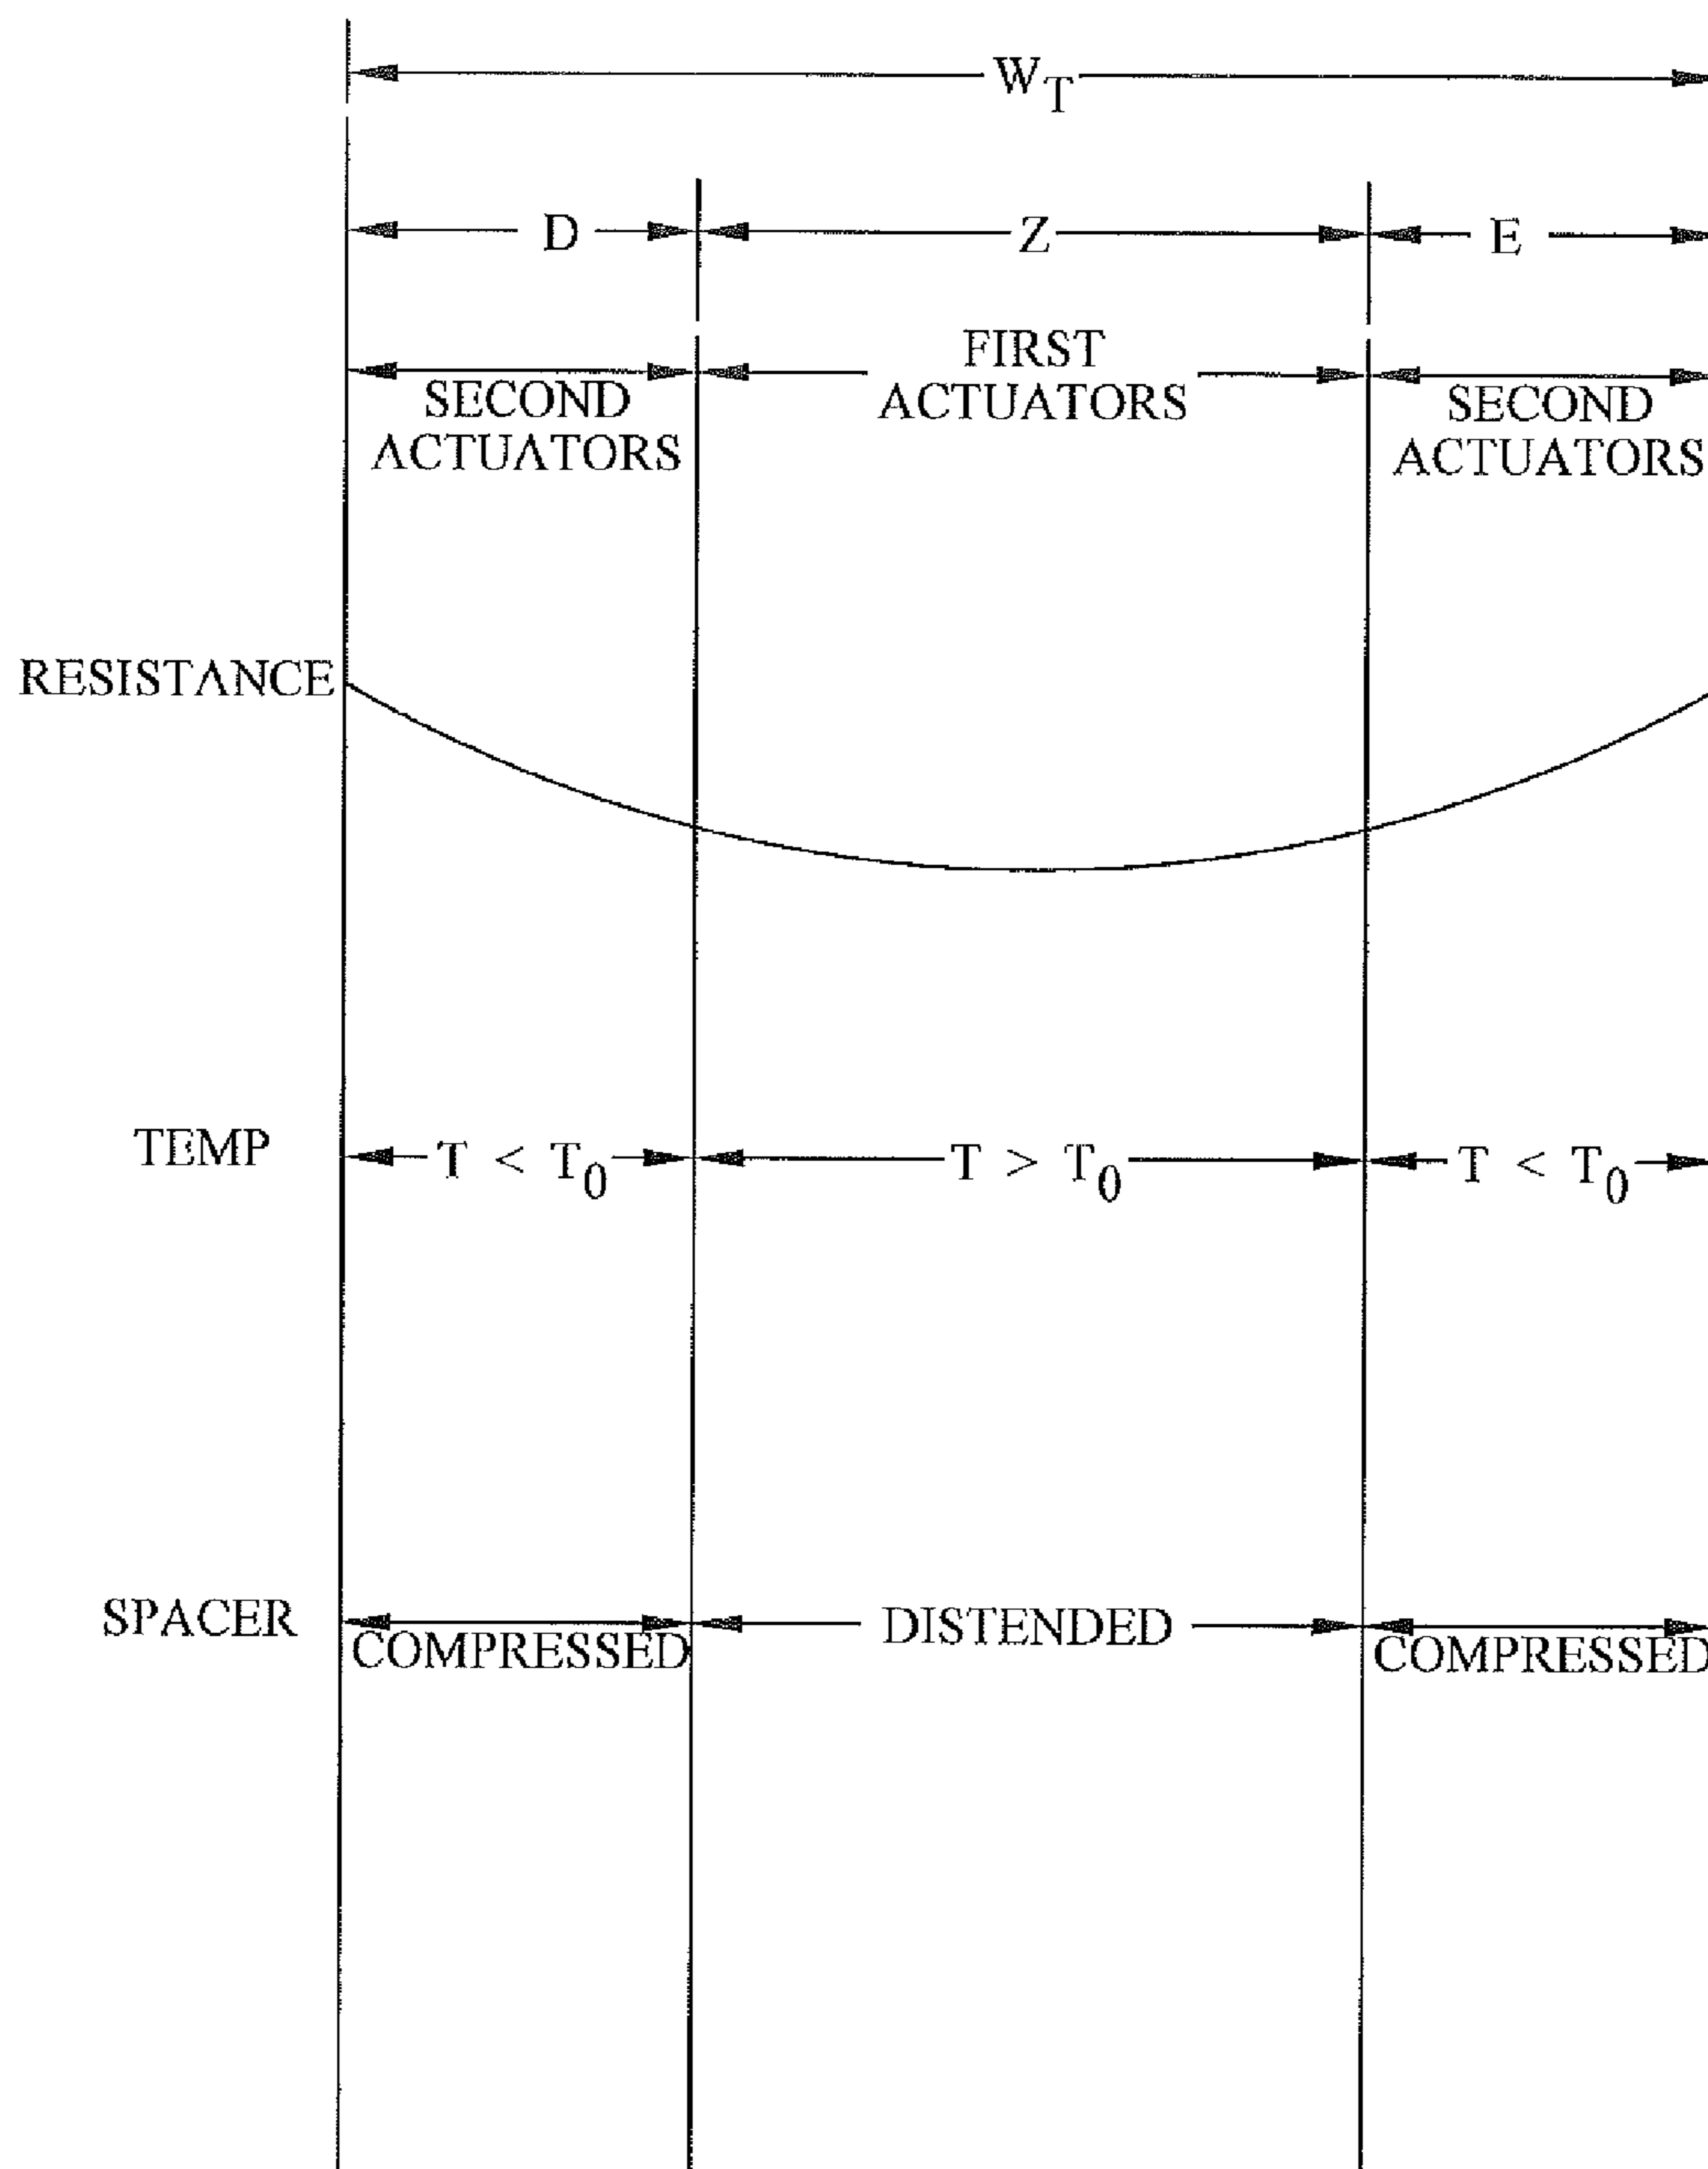 W_T
D Z E
FIRST
ACTUATORS
SECOND
ACTUATORS
SECOND
ACTUATORS
RESISTANCE
TEMP T < T_0 T > T_0 T < T_0
SPACER DISTENDED
COMPRESSED COMPRESSED